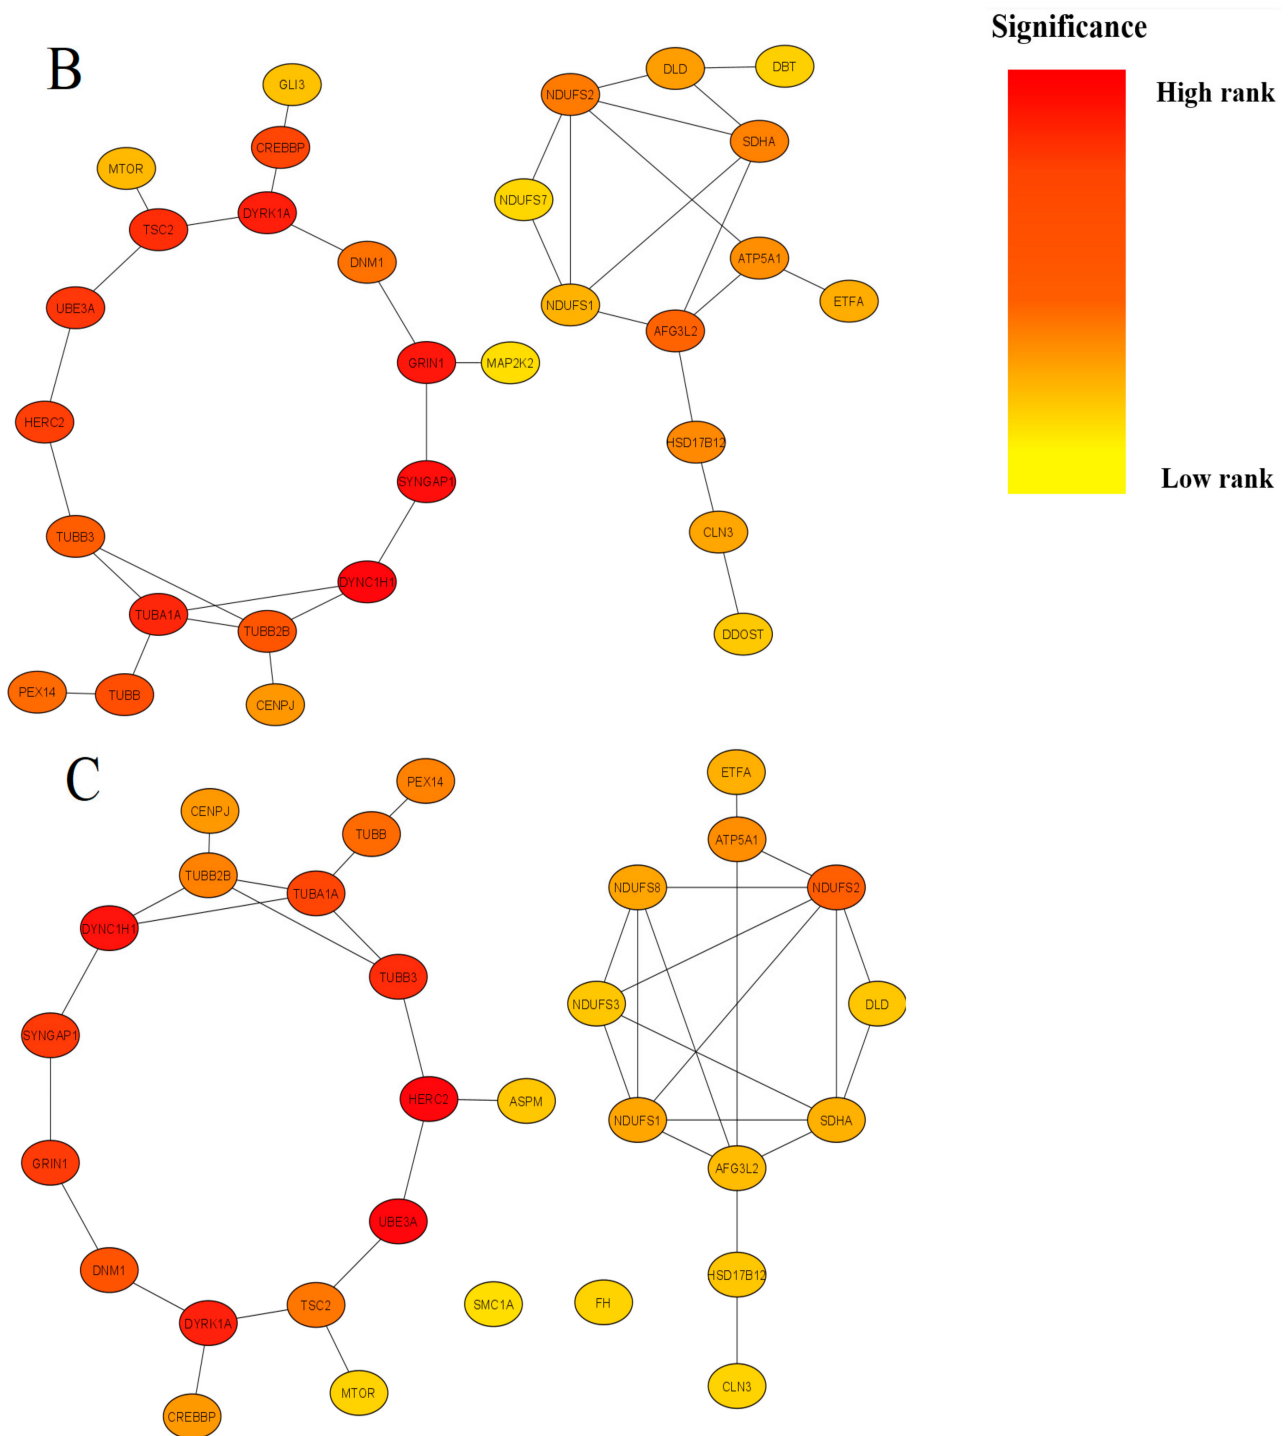 Significance
High rank
Low rank
B
GLI3
CREBBP
MTOR
DYRK1A
TSC2
DNM1
UBE3A
GRIN1
MAP2K2
HERC2
SYNGAP1
TUBB3
DYNC1H1
TUBA1A
TUBB2B
PEX14
TUBB
CENPJ
DLD
DBT
NDUFS2
SDHA
NDUFS7
ATP5A1
NDUFS1
ETFA
AFG3L2
HSD17B12
CLN3
DDOST
C
PEX14
CENPJ
TUBB
TUBB2B
TUBA1A
DYNC1H1
TUBB3
SYNGAP1
HERC2
ASPM
GRIN1
UBE3A
DNM1
TSC2
DYRK1A
MTOR
CREBBP
SMC1A
FH
ETFA
ATP5A1
NDUFS8
NDUFS2
NDUFS3
DLD
NDUFS1
SDHA
AFG3L2
HSD17B12
CLN3